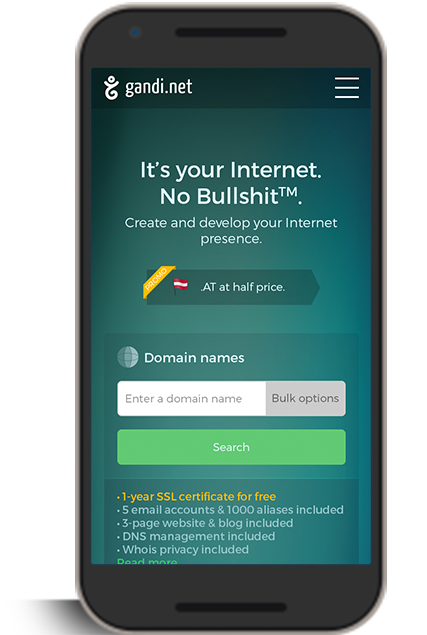 gandi.net
It's your Internet.
No Bullshit™.
Create and develop your Internet
presence.
PROMO
.AT at half price.
Domain names
Enter a domain name
Bulk options
Search
• 1-year SSL certificate for free
• 5 email accounts & 1000 aliases included
• 3-page website & blog included
• DNS management included
• Whois privacy included
Read more